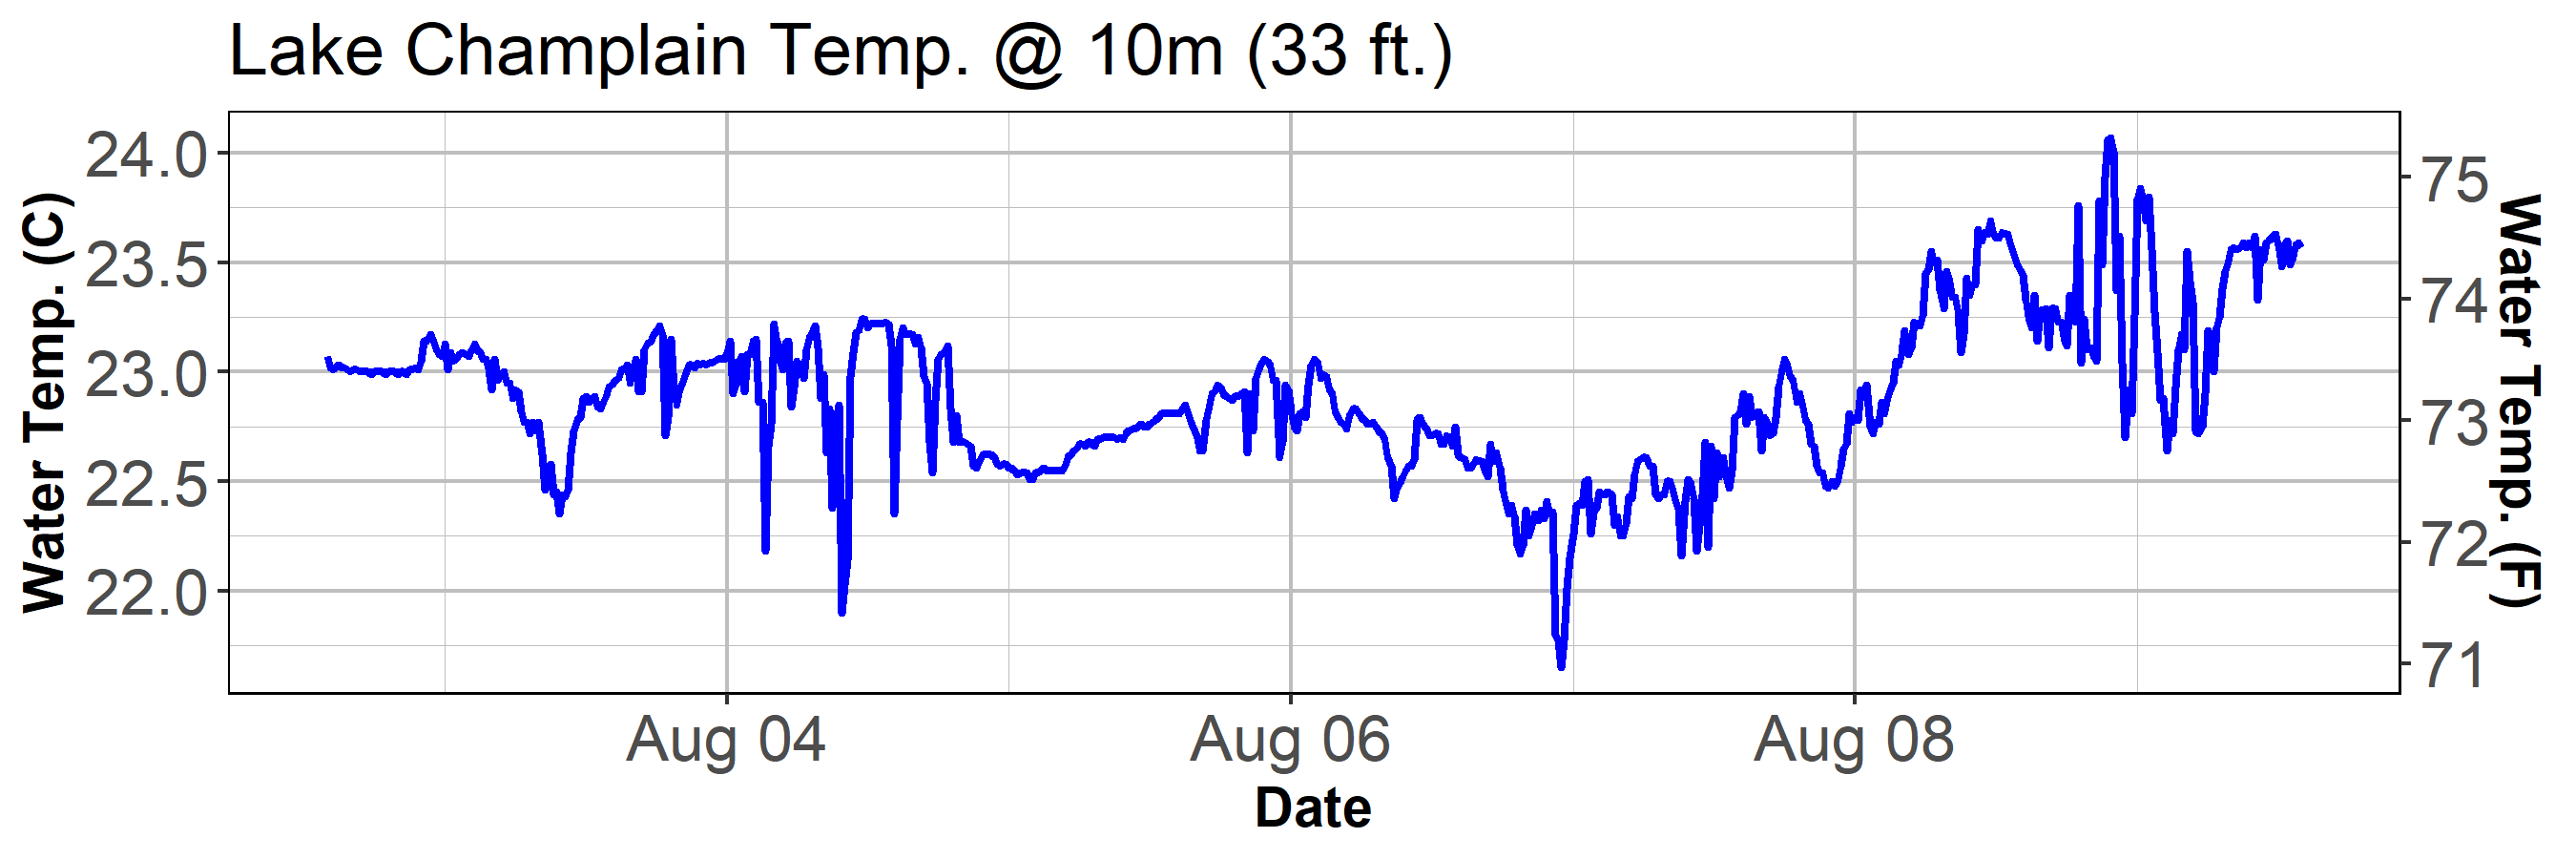 Lake Champlain Temp. @ 10m (33 ft.)
Water Temp. (C)
24.0
23.5
23.0
22.5
22.0
75
74
73
72
71
Water Temp. (F)
Aug 04
Aug 06
Aug 08
Date